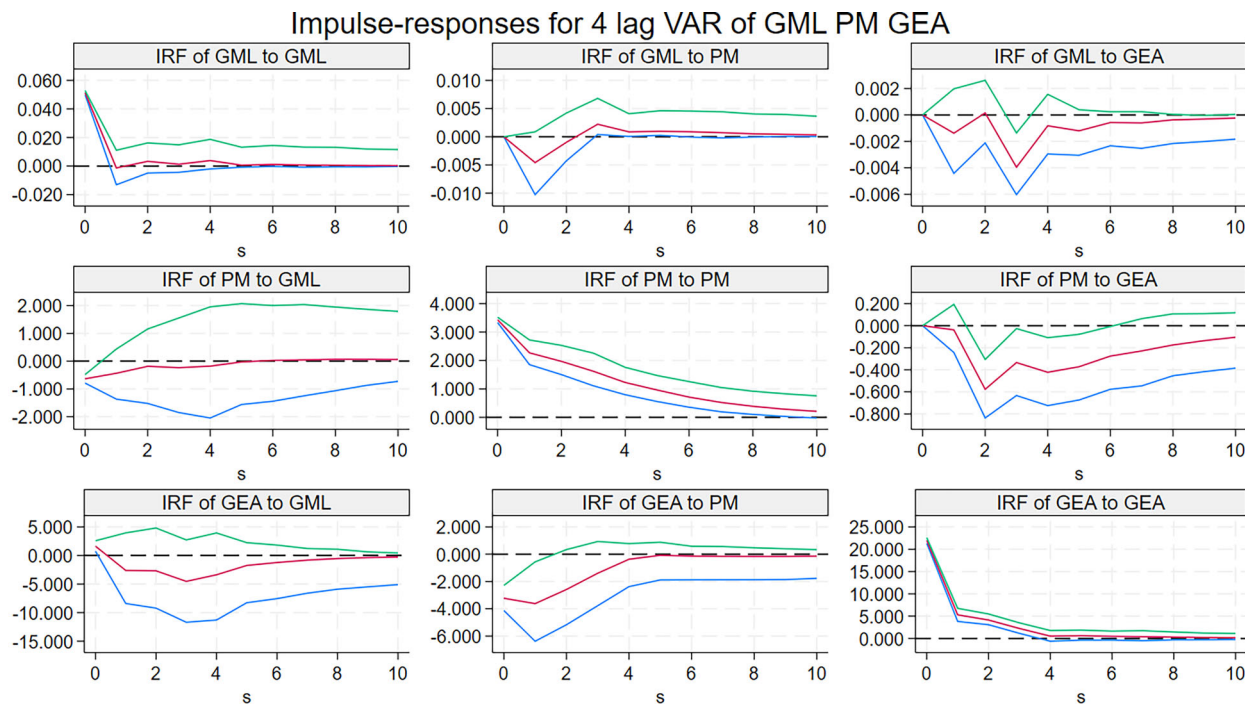 Impulse-responses for 4 lag VAR of GML PM GEA
IRF of GML to GML
0.060
0.040
0.020
0.000
-0.020
0 2 4 6 8 10
s
IRF of GML to PM
0.010
0.005
0.000
-0.005
-0.010
0 2 4 6 8 10
s
IRF of GML to GEA
0.002
0.000
-0.002
-0.004
-0.006
0 2 4 6 8 10
s
IRF of PM to GML
2.000
1.000
0.000
-1.000
-2.000
0 2 4 6 8 10
s
IRF of PM to PM
4.000
3.000
2.000
1.000
0.000
0 2 4 6 8 10
s
IRF of PM to GEA
0.200
0.000
-0.200
-0.400
-0.600
-0.800
0 2 4 6 8 10
s
IRF of GEA to GML
5.000
0.000
-5.000
-10.000
-15.000
0 2 4 6 8 10
s
IRF of GEA to PM
2.000
0.000
-2.000
-4.000
-6.000
0 2 4 6 8 10
s
IRF of GEA to GEA
25.000
20.000
15.000
10.000
5.000
0.000
0 2 4 6 8 10
s